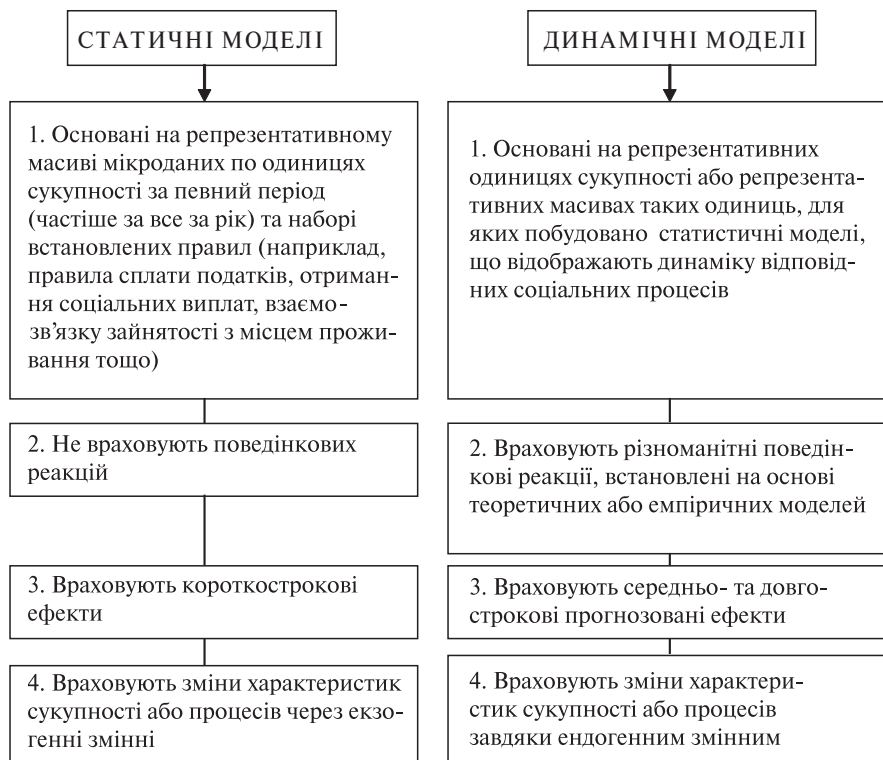 СТАТИЧНІ МОДЕЛІ
1. Основані на репрезентативному
масиві мікроданих по одиницях
сукупності за певний період
(частіше за все за рік) та наборі
встановлених правил (наприклад,
правила сплати податків, отриман-
ня соціальних виплат, взаємо-
зв'язку зайнятості з місцем прожи-
вання тощо)
2. Не враховують поведінкових
реакцій
3. Враховують короткострокові
ефекти
4. Враховують зміни характеристик
сукупності або процесів через екзо-
генні змінні
ДИНАМІЧНІ МОДЕЛІ
1. Основані на репрезентативних
одиницях сукупності або репрезента-
тивних масивах таких одиниць, для
яких побудовано статистичні моделі,
що відображають динаміку відповід-
них соціальних процесів
2. Враховують різноманітні поведін-
кові реакції, встановлені на основі
теоретичних або емпіричних моделей
3. Враховують середньо- та довго-
строкові прогнозовані ефекти
4. Враховують зміни характери-
стик сукупності або процесів
завдяки ендогенним змінним